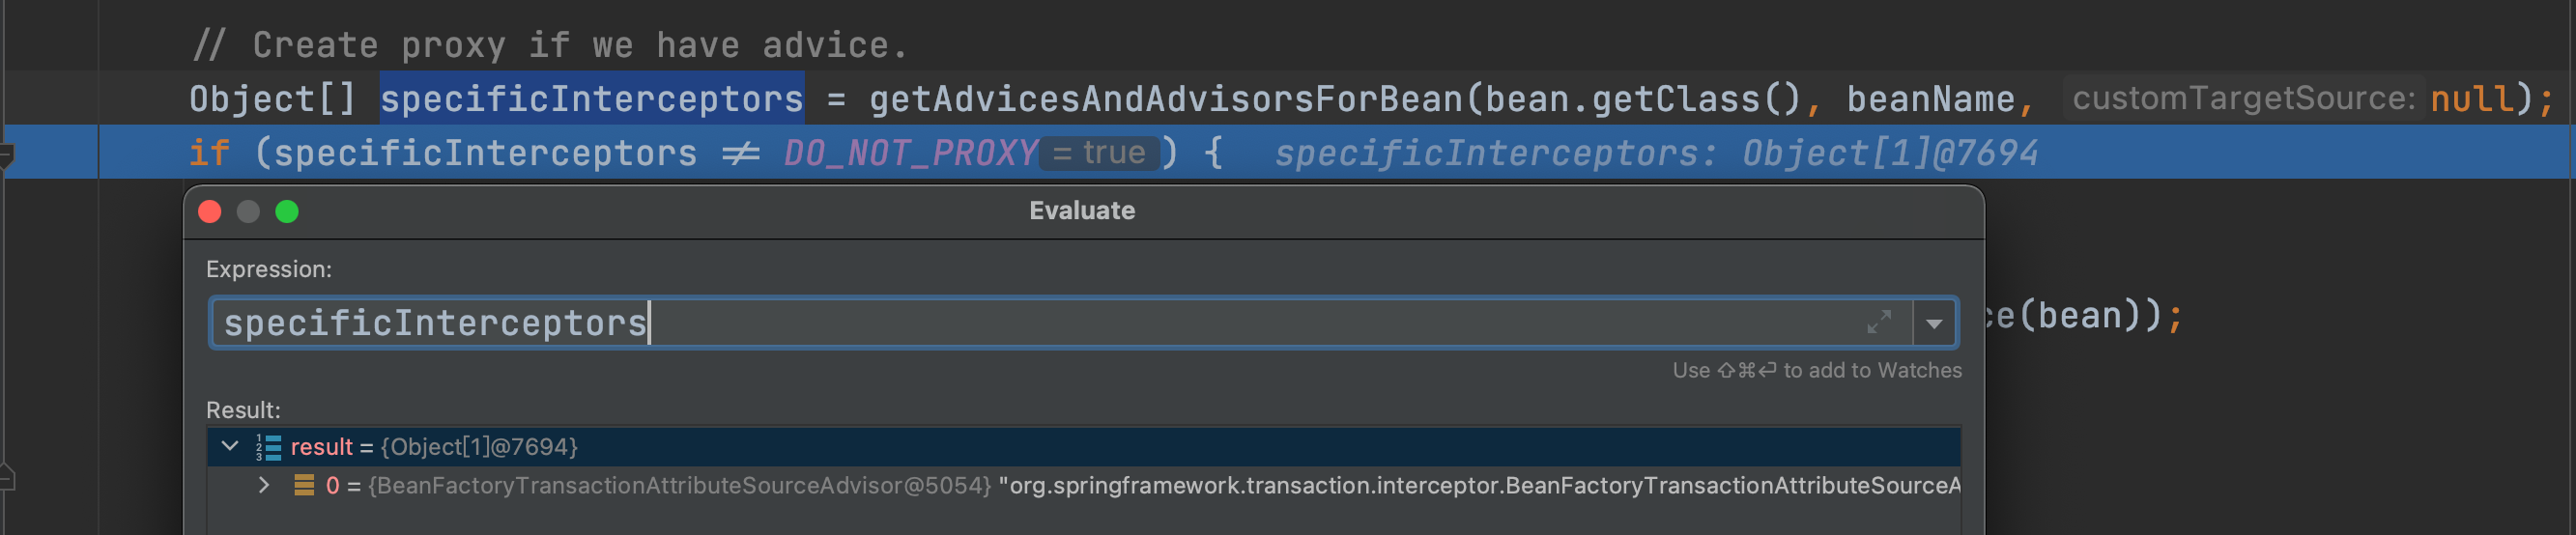 // Create proxy if we have advice.
Object[] specificInterceptors = getAdvicesAndAdvisorsForBean(bean.getClass(), beanName, customTargetSource: null);
if (specificInterceptors ≠ DO_NOT_PROXY = true ) { specificInterceptors: Object[1]@7694
Evaluate
Expression:
specificInterceptors
ce(bean));
Use ⇧⌘⏎ to add to Watches
Result:
result = {Object[1]@7694}
0 = {BeanFactoryTransactionAttributeSourceAdvisor@5054} "org.springframework.transaction.interceptor.BeanFactoryTransactionAttributeSourceA